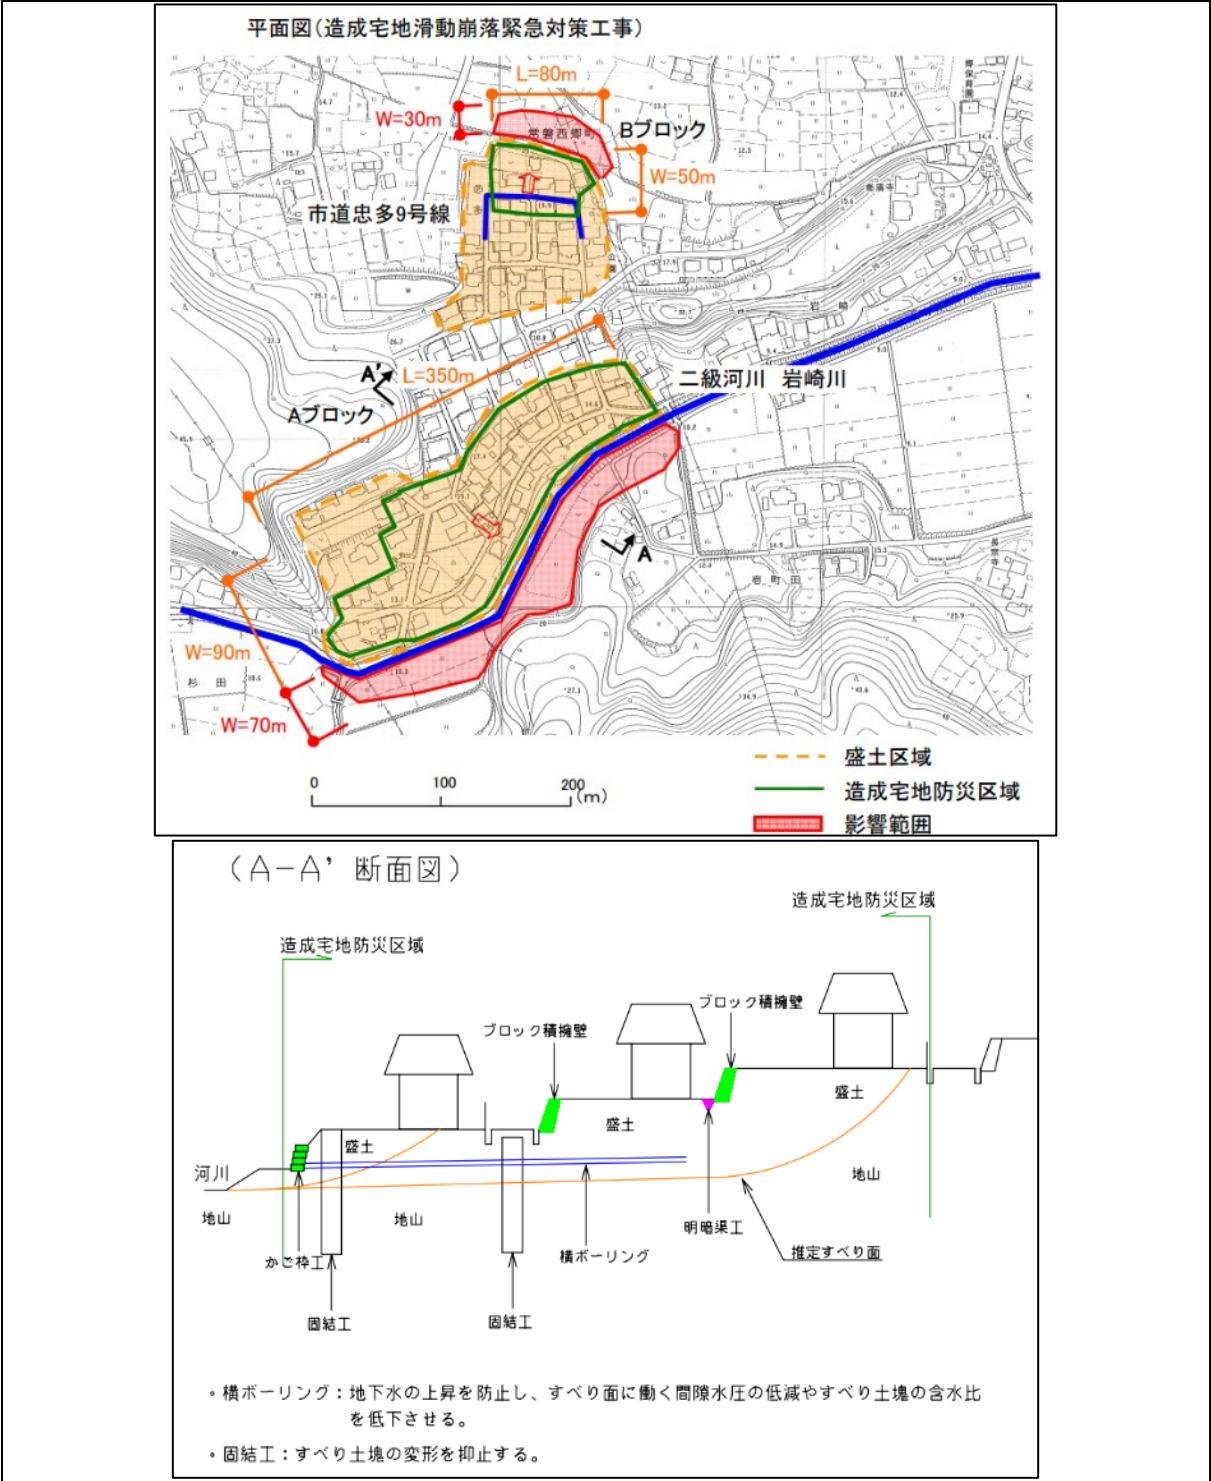 平面図(造成宅地滑動崩落緊急対策工事)
L=80m
W=30m
常磐西郷町
Bブロック
W=50m
市道忠多9号線
岩崎
A'
L=350m
Aブロック
二級河川 岩崎川
A
W=90m
杉田
W=70m
0 100 200
(m)
盛土区域
造成宅地防災区域
影響範囲
(A-A' 断面図)
造成宅地防災区域
造成宅地防災区域
ブロック積擁壁
ブロック積擁壁
盛土
盛土
盛土
河川
地山
地山
地山
明暗渠工
推定すべり面
かご枠工
横ボーリング
固結工
固結工
・横ボーリング:地下水の上昇を防止し、すべり面に働く間隙水圧の低減やすべり土塊の含水比
を低下させる。
・固結工:すべり土塊の変形を抑止する。